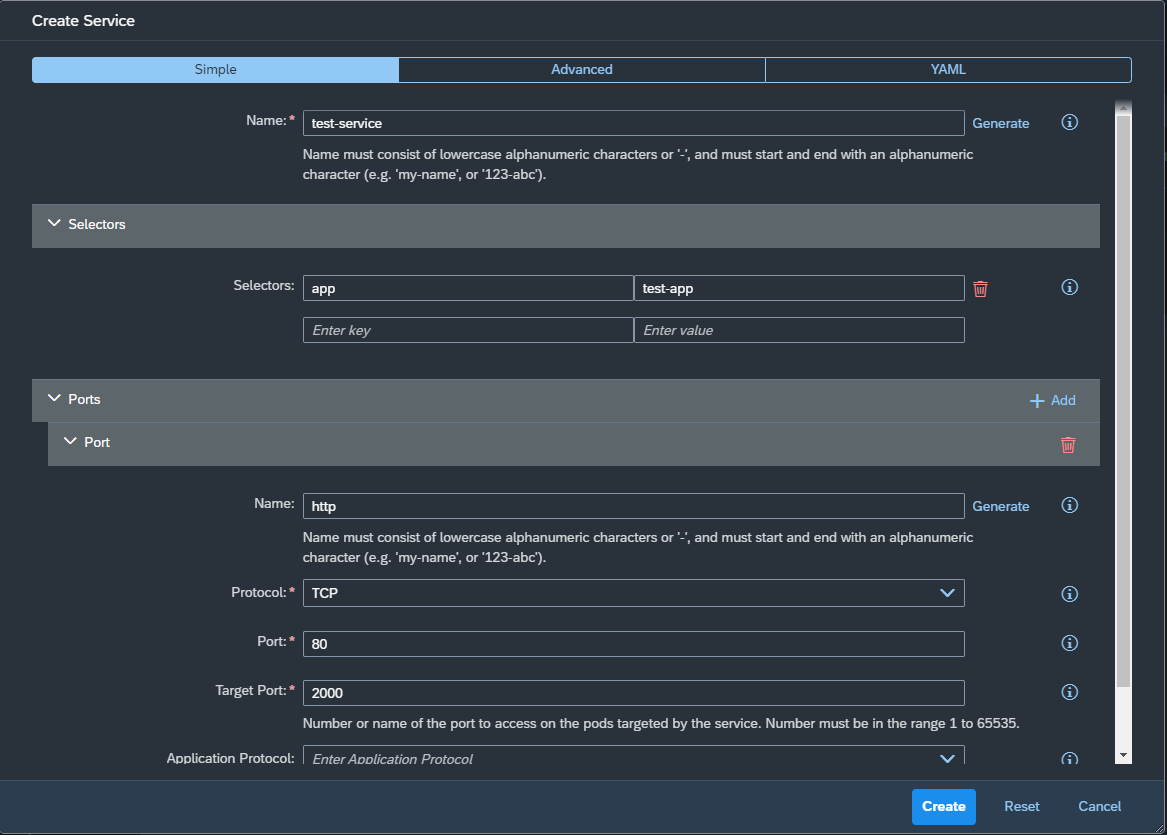 Create Service
Simple
Advanced
YAML
Name:*
test-service
Generate
Name must consist of lowercase alphanumeric characters or '-', and must start and end with an alphanumeric
character (e.g. 'my-name', or '123-abc').
Selectors
Selectors:
app
test-app
Enter key
Enter value
Ports
Add
Port
Name:
http
Generate
Name must consist of lowercase alphanumeric characters or '-', and must start and end with an alphanumeric
character (e.g. 'my-name', or '123-abc').
Protocol:*
TCP
Port:*
80
Target Port:*
2000
Number or name of the port to access on the pods targeted by the service. Number must be in the range 1 to 65535.
Application Protocol:
Enter Application Protocol
Create
Reset
Cancel